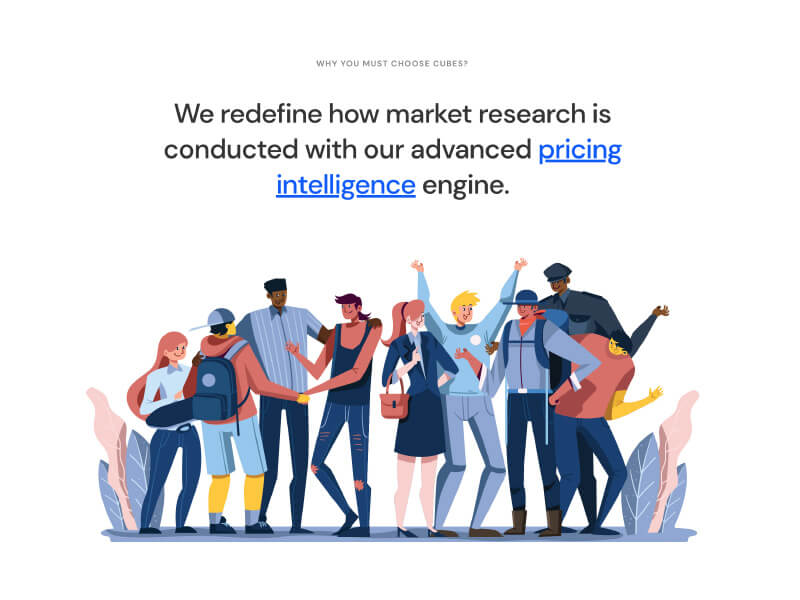 WHY YOU MUST CHOOSE CUBES?
We redefine how market research is
conducted with our advanced pricing
intelligence engine.